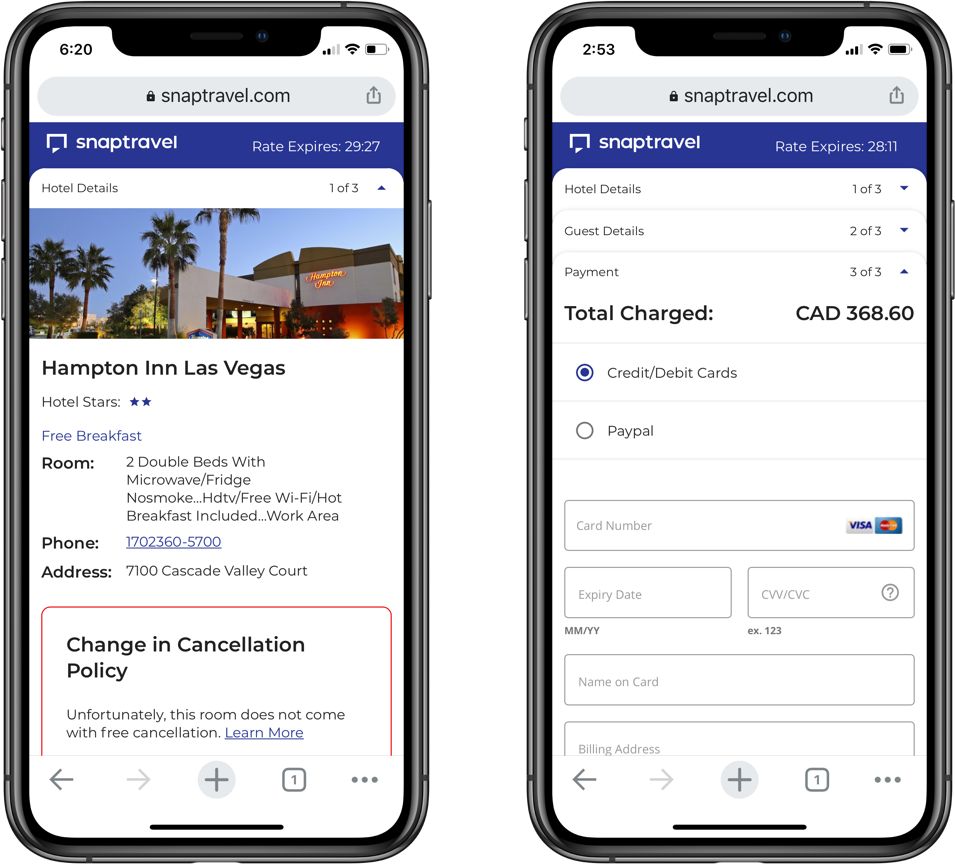 6:20
snaptravel.com
snaptravel
Rate Expires: 29:27
Hotel Details
1 of 3
Hampton
Inn
Hampton Inn Las Vegas
Hotel Stars:
Free Breakfast
Room:
2 Double Beds With
Microwave/Fridge
Nosmoke...Hdtv/Free Wi-Fi/Hot
Breakfast Included...Work Area
Phone:
1702360-5700
Address:
7100 Cascade Valley Court
Change in Cancellation
Policy
Unfortunately, this room does not come
with free cancellation. Learn More
1
2:53
snaptravel.com
snaptravel
Rate Expires: 28:11
Hotel Details
1 of 3
Guest Details
2 of 3
Payment
3 of 3
Total Charged:
CAD 368.60
Credit/Debit Cards
Paypal
Card Number
VISA
Expiry Date
CVV/CVC
?
MM/YY
ex. 123
Name on Card
Billing Address
1